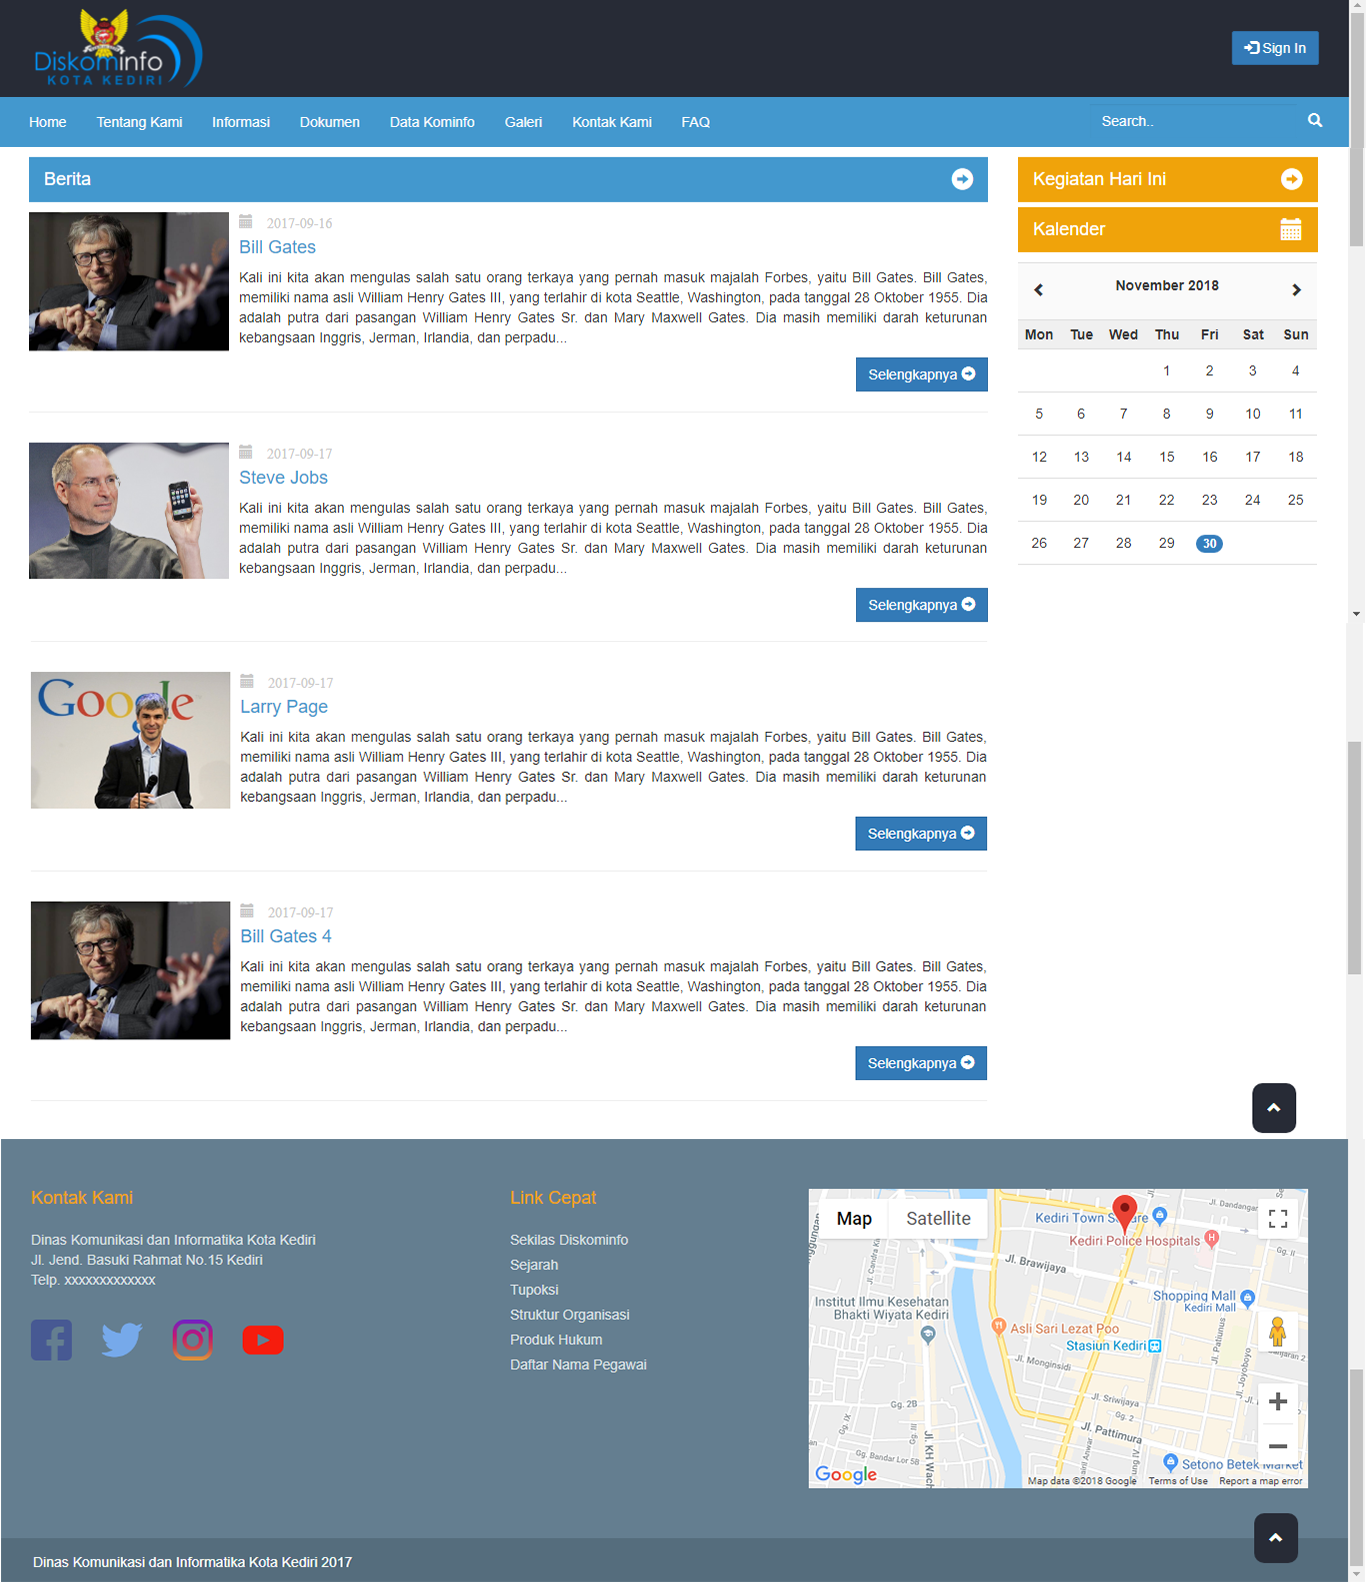 Diskominfo
KOTA KEDIRI
Sign In
Home Tentang Kami Informasi Dokumen Data Kominfo Galeri Kontak Kami FAQ Search..
Berita
2017-09-16
Bill Gates
Kali ini kita akan mengulas salah satu orang terkaya yang pernah masuk majalah Forbes, yaitu Bill Gates. Bill Gates,
memiliki nama asli William Henry Gates III, yang terlahir di kota Seattle, Washington, pada tanggal 28 Oktober 1955. Dia
adalah putra dari pasangan William Henry Gates Sr. dan Mary Maxwell Gates. Dia masih memiliki darah keturunan
kebangsaan Inggris, Jerman, Irlandia, dan perpadu...
Selengkapnya
2017-09-17
Steve Jobs
Kali ini kita akan mengulas salah satu orang terkaya yang pernah masuk majalah Forbes, yaitu Bill Gates. Bill Gates,
memiliki nama asli William Henry Gates III, yang terlahir di kota Seattle, Washington, pada tanggal 28 Oktober 1955. Dia
adalah putra dari pasangan William Henry Gates Sr. dan Mary Maxwell Gates. Dia masih memiliki darah keturunan
kebangsaan Inggris, Jerman, Irlandia, dan perpadu...
Selengkapnya
Google
2017-09-17
Larry Page
Kali ini kita akan mengulas salah satu orang terkaya yang pernah masuk majalah Forbes, yaitu Bill Gates. Bill Gates,
memiliki nama asli William Henry Gates III, yang terlahir di kota Seattle, Washington, pada tanggal 28 Oktober 1955. Dia
adalah putra dari pasangan William Henry Gates Sr. dan Mary Maxwell Gates. Dia masih memiliki darah keturunan
kebangsaan Inggris, Jerman, Irlandia, dan perpadu...
Selengkapnya
2017-09-17
Bill Gates 4
Kali ini kita akan mengulas salah satu orang terkaya yang pernah masuk majalah Forbes, yaitu Bill Gates. Bill Gates,
memiliki nama asli William Henry Gates III, yang terlahir di kota Seattle, Washington, pada tanggal 28 Oktober 1955. Dia
adalah putra dari pasangan William Henry Gates Sr. dan Mary Maxwell Gates. Dia masih memiliki darah keturunan
kebangsaan Inggris, Jerman, Irlandia, dan perpadu...
Selengkapnya
Kegiatan Hari Ini
Kalender
November 2018
Mon Tue Wed Thu Fri Sat Sun
1 2 3 4
5 6 7 8 9 10 11
12 13 14 15 16 17 18
19 20 21 22 23 24 25
26 27 28 29 30
Kontak Kami
Dinas Komunikasi dan Informatika Kota Kediri
Jl. Jend. Basuki Rahmat No.15 Kediri
Telp. xxxxxxxxxxxxx
Link Cepat
Sekilas Diskominfo
Sejarah
Tupoksi
Struktur Organisasi
Produk Hukum
Daftar Nama Pegawai
Map Satellite
Jl. Dandangan
Kediri Town Square
Kediri Police Hospitals
H
Gg. II
Jl. Brawijaya
Jl. Candra Kir
Shopping Mall
Kediri Mall
Institut Ilmu Kesehatan
Bhakti Wiyata Kediri
Asli Sari Lezat Poo
Stasiun Kediri
Jl. Patiunus
Jl. Monginsidi
Banjaran 2
Jl. Joyoboyo
Jl. Sriwijaya
Gg. 2B
Gg. 2
Gg. IX
Jl. Pattimura
Jl. KH Wach
Gg. Bandar Lor 5B
Setono Betek Market
Google
Map data ©2018 Google Terms of Use Report a map error
Dinas Komunikasi dan Informatika Kota Kediri 2017